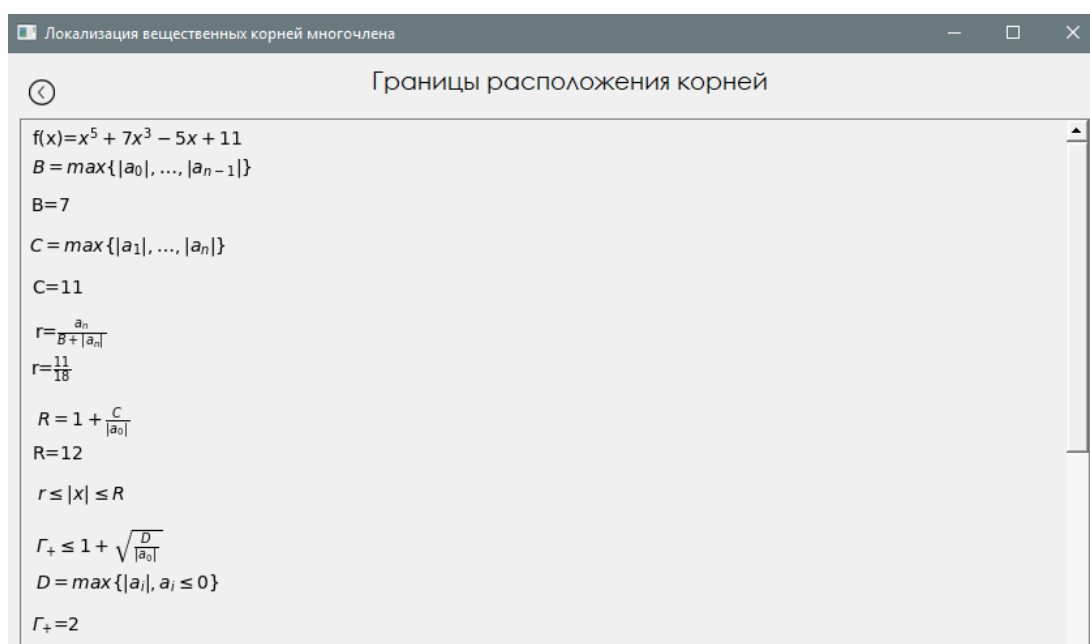 Локализация вещественных корней многочлена
Границы расположения корней
f(x)=x⁵ + 7x³ − 5x + 11
B = max{|a₀|, ..., |aₙ₋₁|}
B=7
C = max{|a₁|, ..., |aₙ|}
C=11
r=aₙ/(B+|aₙ|)
r=11/18
R = 1 + C/|a₀|
R=12
r ≤ |x| ≤ R
Γ₊ ≤ 1 + √(D/|a₀|)
D = max{|aᵢ|, aᵢ ≤ 0}
Γ₊=2